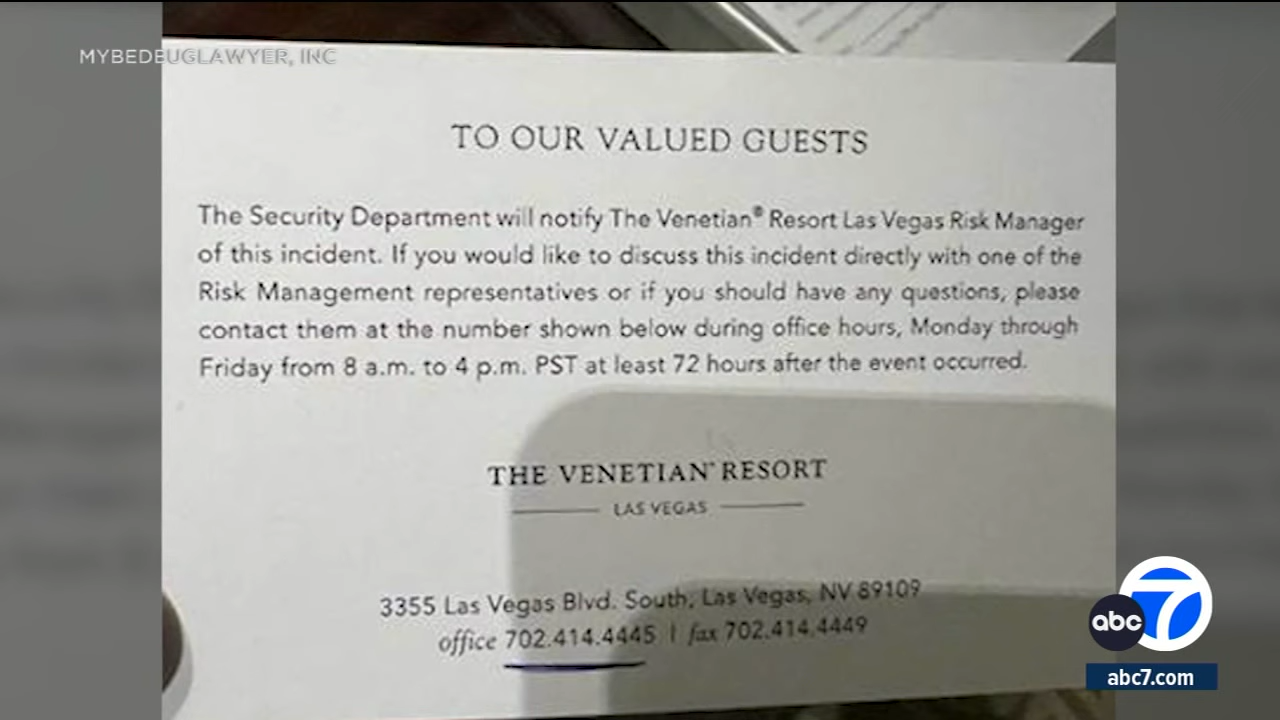 MYBEDBUGLAWYER, INC
TO OUR VALUED GUESTS
The Security Department will notify The Venetian® Resort Las Vegas Risk Manager
of this incident. If you would like to discuss this incident directly with one of the
Risk Management representatives or if you should have any questions, please
contact them at the number shown below during office hours, Monday through
Friday from 8 a.m. to 4 p.m. PST at least 72 hours after the event occurred.
THE VENETIAN® RESORT
LAS VEGAS
3355 Las Vegas Blvd. South, Las Vegas, NV 89109
office 702.414.4445 | fax 702.414.4449
abc 7
abc7.com